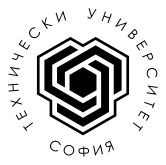 ТЕХНИЧЕСКИ УНИВЕРСИТЕТ
СОФИЯ